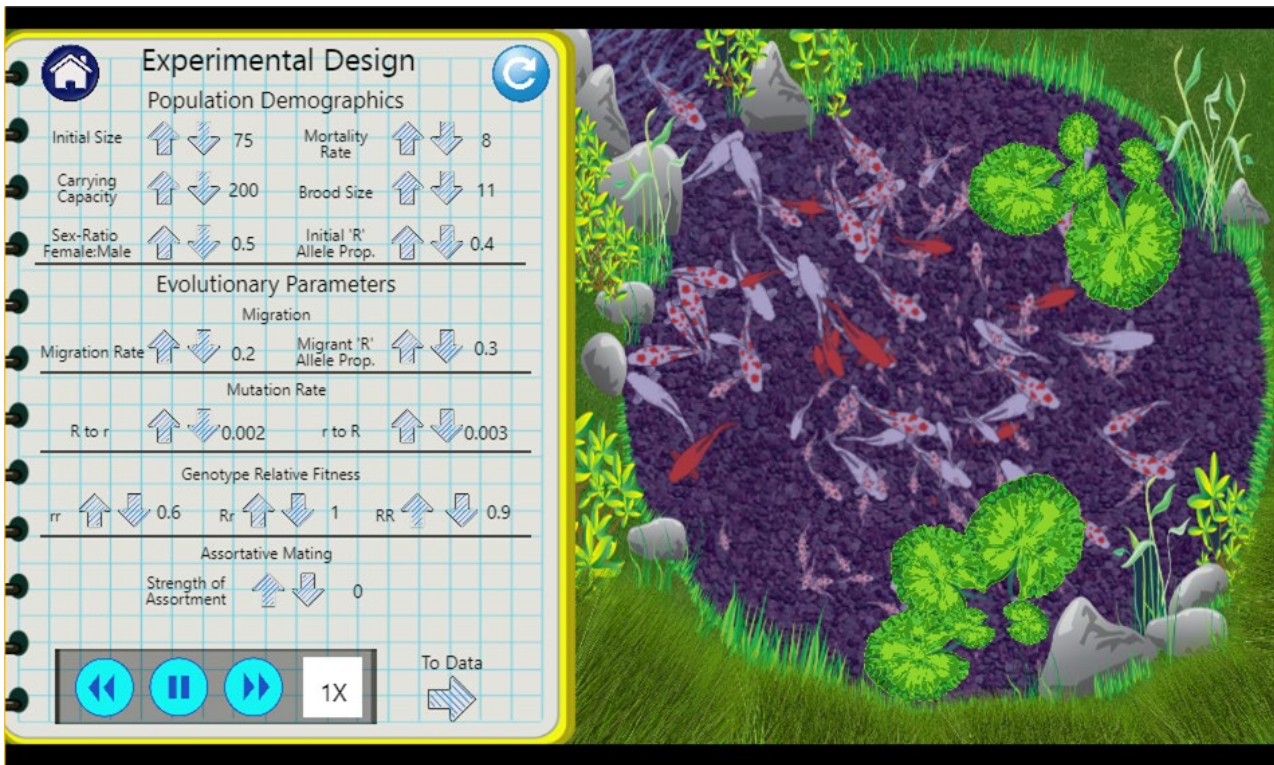 Experimental Design
Population Demographics
Initial Size 75 Mortality Rate 8
Carrying Capacity 200 Brood Size 11
Sex-Ratio Female:Male 0.5 Initial 'R' Allele Prop. 0.4
Evolutionary Parameters
Migration
Migration Rate 0.2 Migrant 'R' Allele Prop. 0.3
Mutation Rate
R to r 0.002 r to R 0.003
Genotype Relative Fitness
rr 0.6 Rr 1 RR 0.9
Assortative Mating
Strength of Assortment 0
To Data
1X